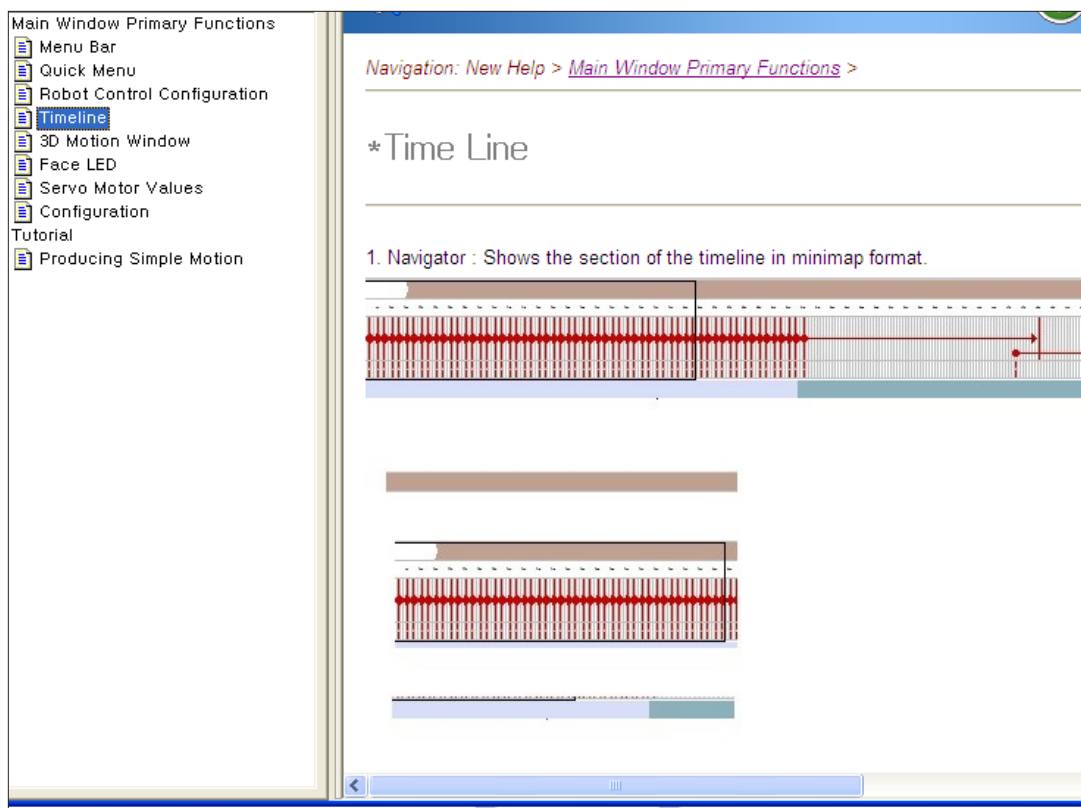 Main Window Primary Functions
Menu Bar
Quick Menu
Robot Control Configuration
Timeline
3D Motion Window
Face LED
Servo Motor Values
Configuration
Tutorial
Producing Simple Motion
Navigation: New Help > Main Window Primary Functions >
*Time Line
1. Navigator : Shows the section of the timeline in minimap format.